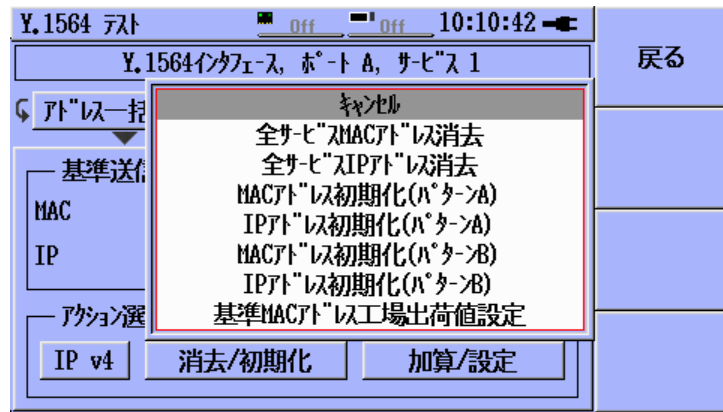 Y.1564 ﾃｽﾄ Off Off 10:10:42
戻る
Y.1564ｲﾝﾀﾌｪｰｽ, ﾎﾟｰﾄ A, ｻｰﾋﾞｽ 1
ｱﾄﾞﾚｽ一括
ｷｬﾝｾﾙ
全ｻｰﾋﾞｽMACｱﾄﾞﾚｽ消去
全ｻｰﾋﾞｽIPｱﾄﾞﾚｽ消去
MACｱﾄﾞﾚｽ初期化(ﾊﾟﾀｰﾝA)
IPｱﾄﾞﾚｽ初期化(ﾊﾟﾀｰﾝA)
MACｱﾄﾞﾚｽ初期化(ﾊﾟﾀｰﾝB)
IPｱﾄﾞﾚｽ初期化(ﾊﾟﾀｰﾝB)
基準MACｱﾄﾞﾚｽ工場出荷値設定
基準送信
MAC
IP
ｱｸｼｮﾝ選
IP v4 消去/初期化 加算/設定